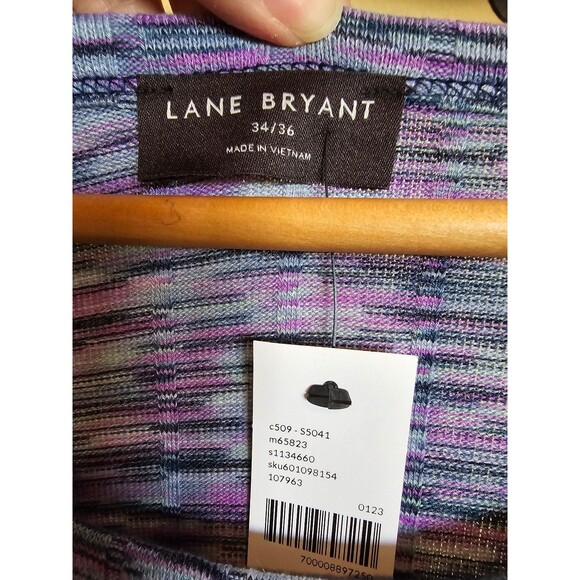 LANE BRYANT
34/36
MADE IN VIETNAM
c509 - S5041
m65823
s1134660
sku601098154
107963
0123